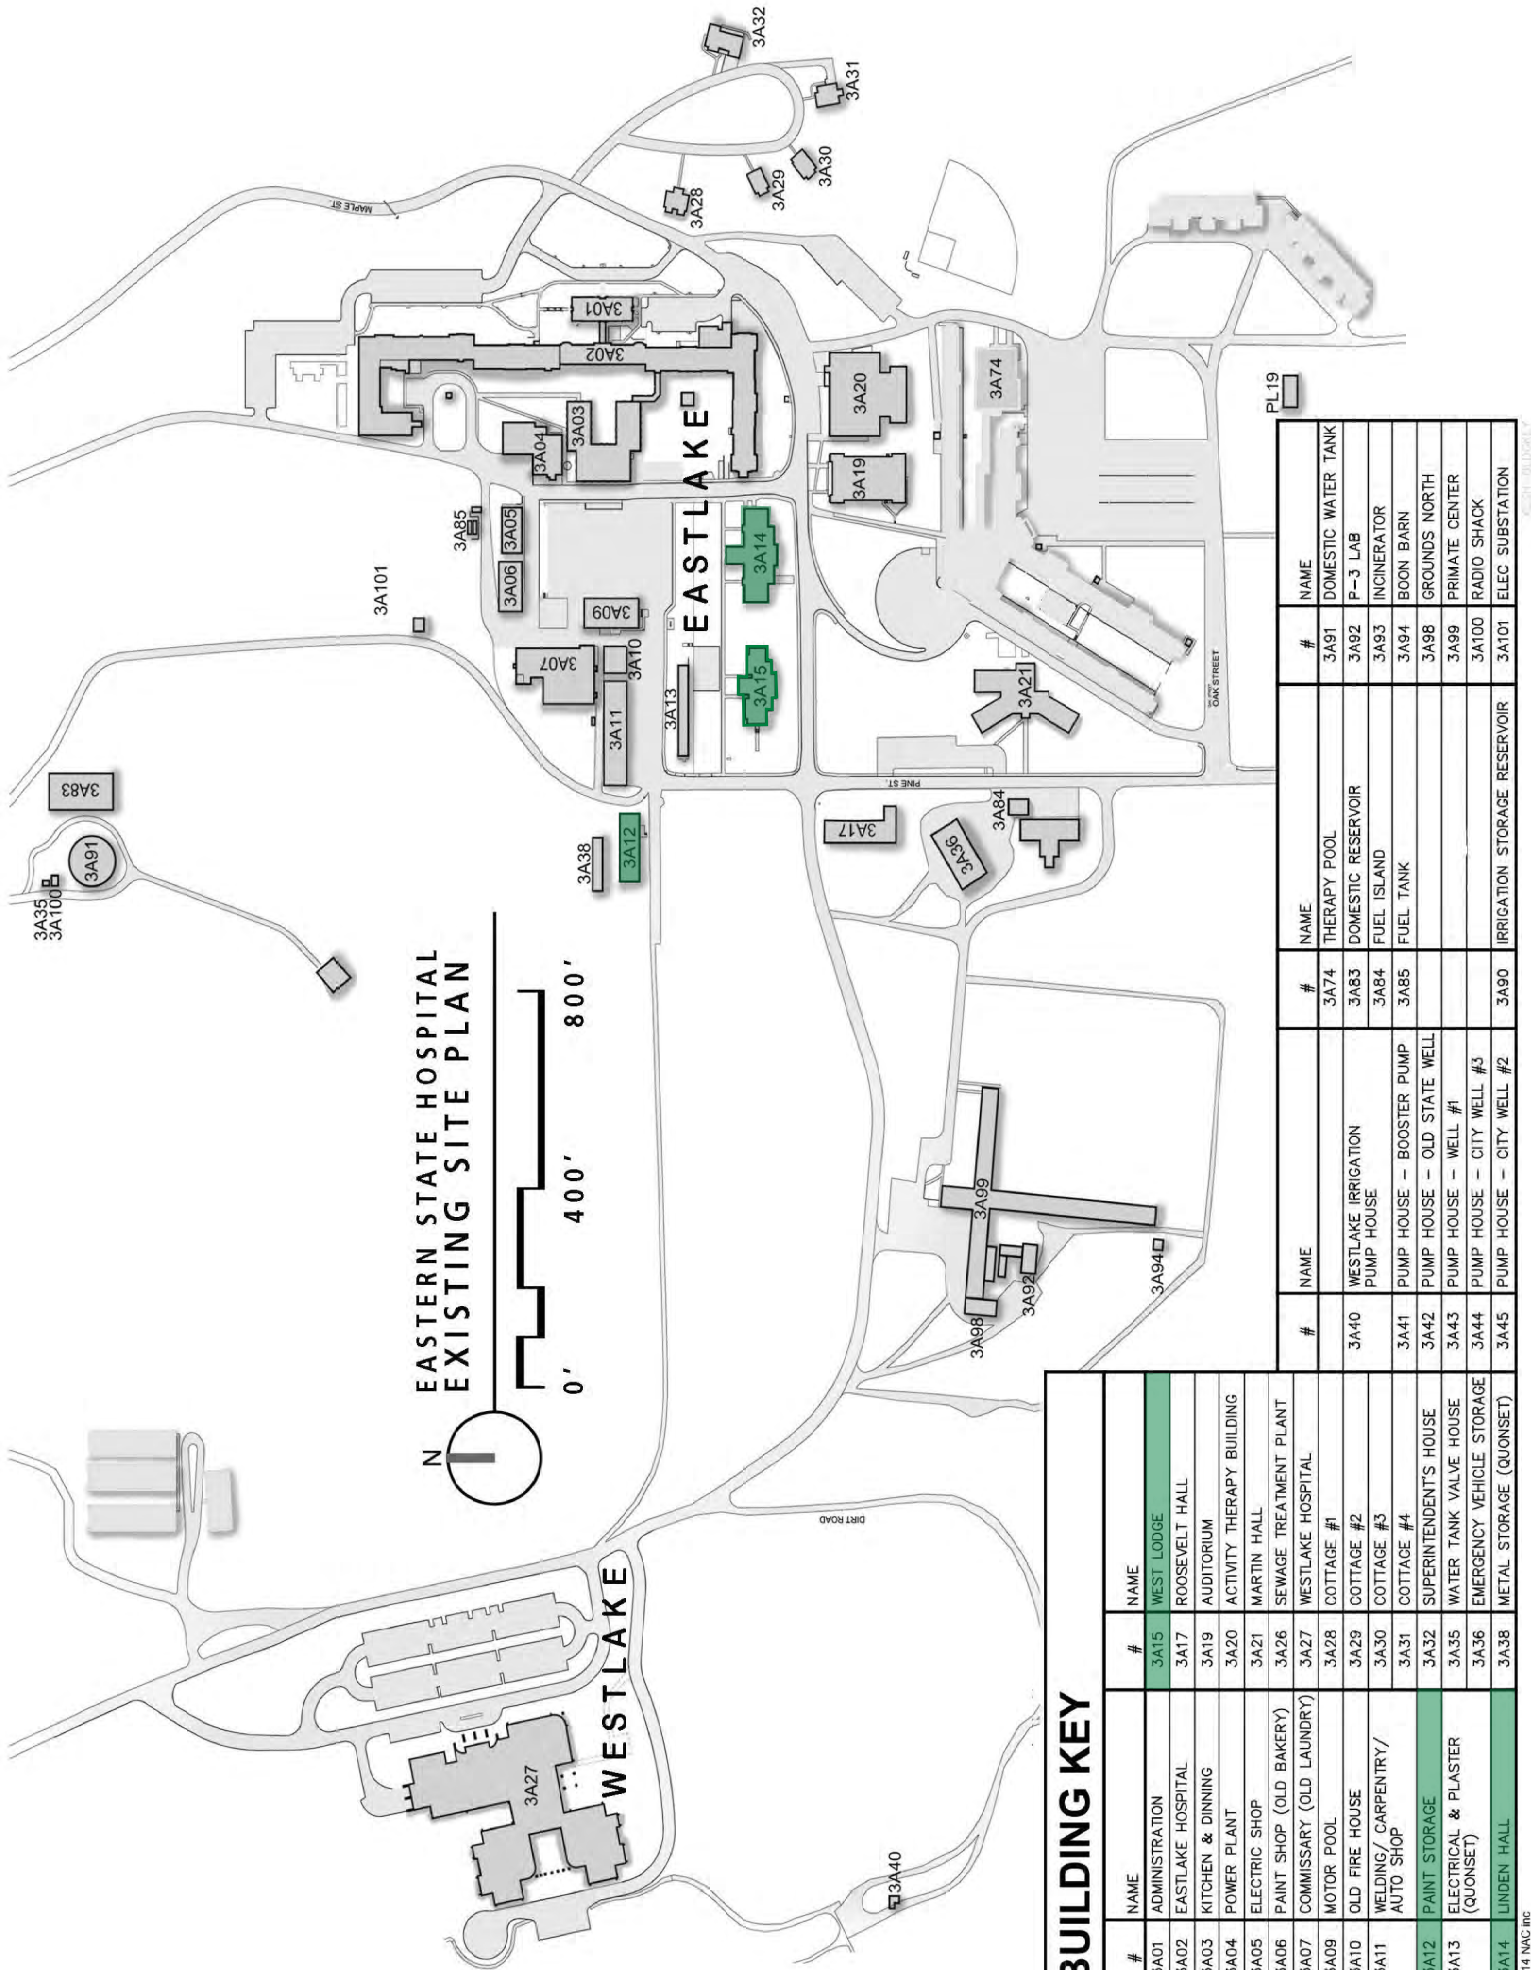 EASTERN STATE HOSPITAL
EXISTING SITE PLAN
N
0' 400' 800'
WESTLAKE
EASTLAKE
3A35
3A100
3A91
3A83
3A101
3A85
3A06
3A05
3A04
3A03
3A02
3A01
3A07
3A09
3A10
3A11
3A13
3A38
3A12
3A15
3A14
3A19
3A20
3A74
3A28
3A29
3A30
3A31
3A32
MAPLE ST.
PINE ST.
OAK STREET
DIRT ROAD
3A17
3A36
3A84
3A21
PL19
3A27
3A40
3A98
3A92
3A99
3A94
BUILDING KEY
# NAME
3A01 ADMINISTRATION
3A02 EASTLAKE HOSPITAL
3A03 KITCHEN & DINNING
3A04 POWER PLANT
3A05 ELECTRIC SHOP
3A06 PAINT SHOP (OLD BAKERY)
3A07 COMMISSARY (OLD LAUNDRY)
3A09 MOTOR POOL
3A10 OLD FIRE HOUSE
3A11 WELDING/ CARPENTRY/
AUTO SHOP
3A12 PAINT STORAGE
3A13 ELECTRICAL & PLASTER
(QUONSET)
3A14 LINDEN HALL
# NAME
3A15 WEST LODGE
3A17 ROOSEVELT HALL
3A19 AUDITORIUM
3A20 ACTIVITY THERAPY BUILDING
3A21 MARTIN HALL
3A26 SEWAGE TREATMENT PLANT
3A27 WESTLAKE HOSPITAL
3A28 COTTAGE #1
3A29 COTTAGE #2
3A30 COTTAGE #3
3A31 COTTAGE #4
3A32 SUPERINTENDENT'S HOUSE
3A35 WATER TANK VALVE HOUSE
3A36 EMERGENCY VEHICLE STORAGE
3A38 METAL STORAGE (QUONSET)
# NAME
3A40 WESTLAKE IRRIGATION
PUMP HOUSE
3A41 PUMP HOUSE - BOOSTER PUMP
3A42 PUMP HOUSE - OLD STATE WELL
3A43 PUMP HOUSE - WELL #1
3A44 PUMP HOUSE - CITY WELL #3
3A45 PUMP HOUSE - CITY WELL #2
# NAME
3A74 THERAPY POOL
3A83 DOMESTIC RESERVOIR
3A84 FUEL ISLAND
3A85 FUEL TANK
3A90 IRRIGATION STORAGE RESERVOIR
# NAME
3A91 DOMESTIC WATER TANK
3A92 P-3 LAB
3A93 INCINERATOR
3A94 BOON BARN
3A98 GROUNDS NORTH
3A99 PRIMATE CENTER
3A100 RADIO SHACK
3A101 ELEC SUBSTATION
14 NAC Inc